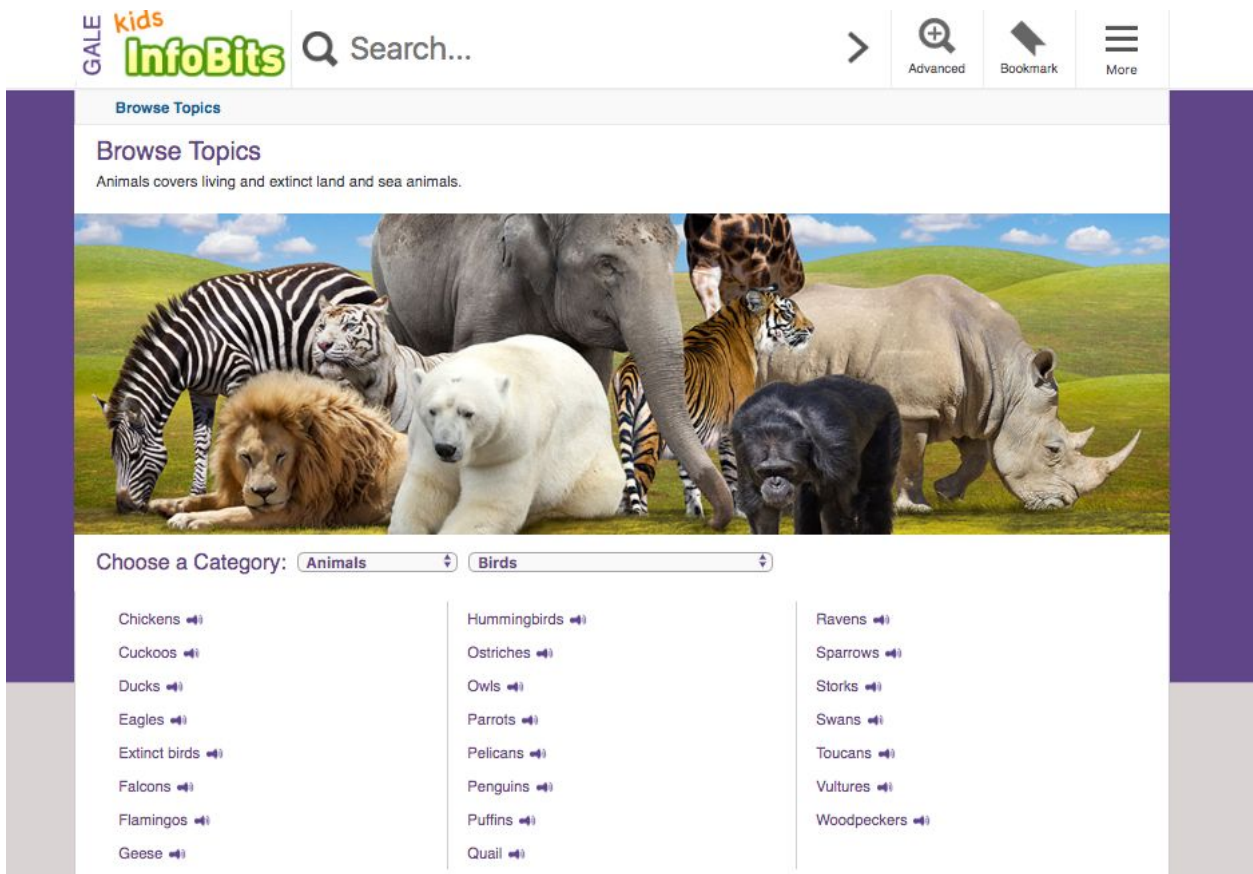 GALE
kids
InfoBits
Search...
Advanced
Bookmark
More
Browse Topics
Browse Topics
Animals covers living and extinct land and sea animals.
Choose a Category: Animals Birds
Chickens
Cuckoos
Ducks
Eagles
Extinct birds
Falcons
Flamingos
Geese
Hummingbirds
Ostriches
Owls
Parrots
Pelicans
Penguins
Puffins
Quail
Ravens
Sparrows
Storks
Swans
Toucans
Vultures
Woodpeckers